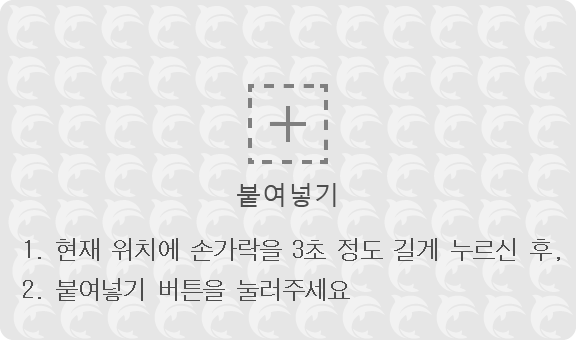 붙여넣기
1. 현재 위치에 손가락을 3초 정도 길게 누르신 후,
2. 붙여넣기 버튼을 눌러주세요